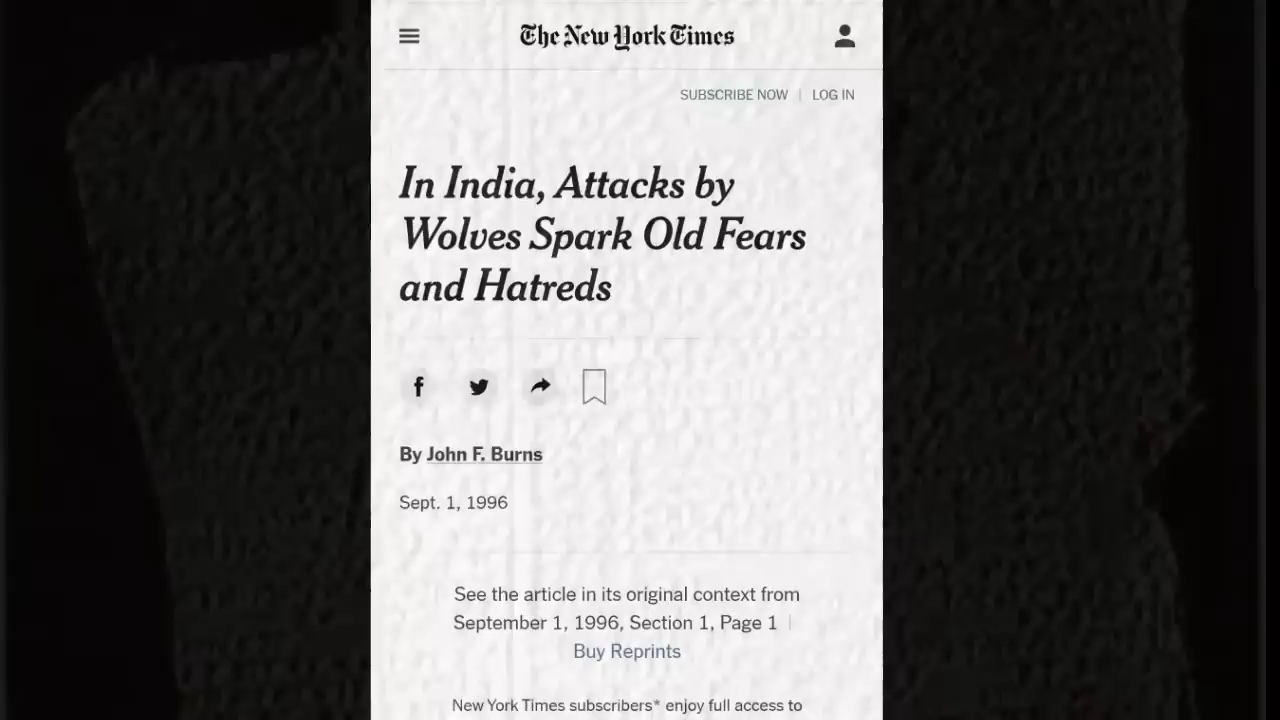 The New York Times
SUBSCRIBE NOW | LOG IN
In India, Attacks by
Wolves Spark Old Fears
and Hatreds
By John F. Burns
Sept. 1, 1996
See the article in its original context from
September 1, 1996, Section 1, Page 1 |
Buy Reprints
New York Times subscribers* enjoy full access to